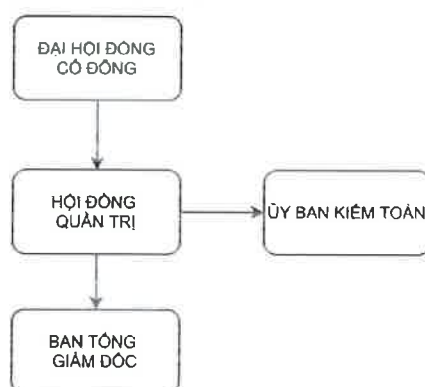 ĐẠI HỘI ĐỒNG
CỔ ĐÔNG
HỘI ĐỒNG
QUẢN TRỊ
ỦY BAN KIỂM TOÁN
BAN TỔNG
GIÁM ĐỐC